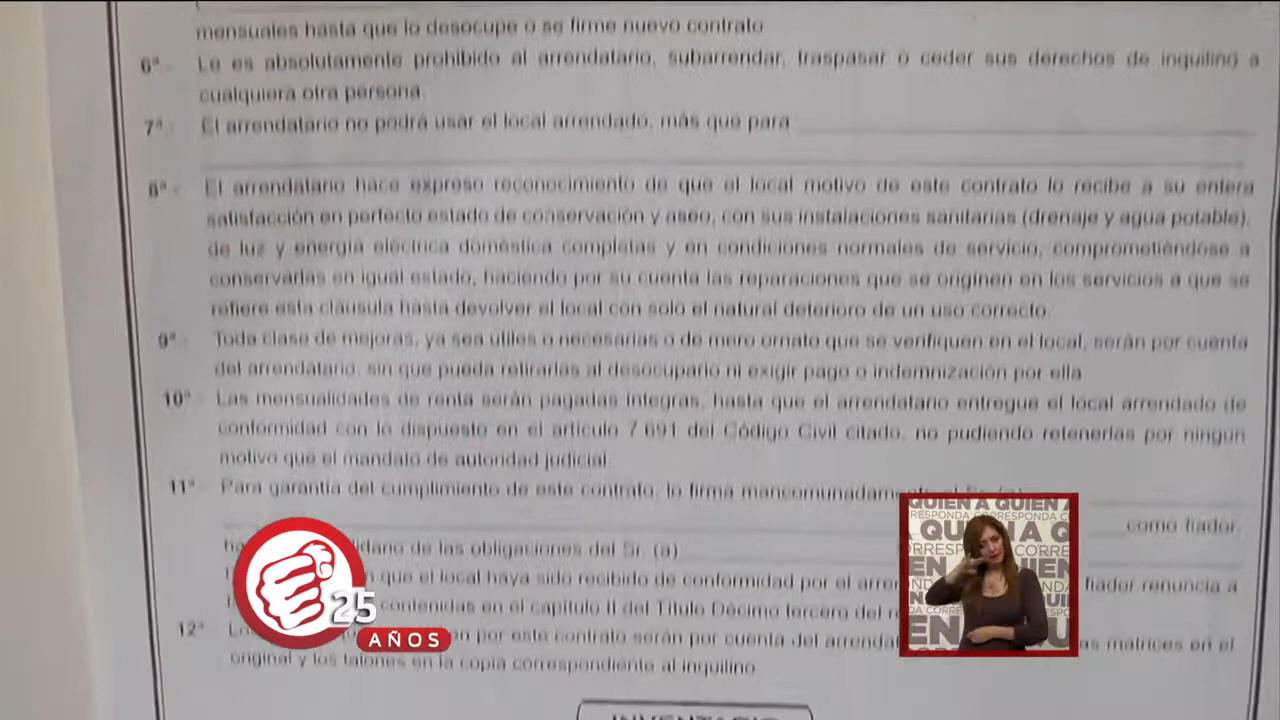 mensuales hasta que lo desocupe o se firme nuevo contrato
6ª.- Le es absolutamente prohibido al arrendatario, subarrendar, traspasar o ceder sus derechos de inquilino a
cualquiera otra persona
7ª.- El arrendatario no podrá usar el local arrendado, más que para
8ª.- El arrendatario hace expreso reconocimiento de que el local motivo de este contrato lo recibe a su entera
satisfacción en perfecto estado de conservación y aseo, con sus instalaciones sanitarias (drenaje y agua potable),
de luz y energía eléctrica doméstica completas y en condiciones normales de servicio, comprometiéndose a
conservarlas en igual estado, haciendo por su cuenta las reparaciones que se originen en los servicios a que se
refiere esta cláusula hasta devolver el local con solo el natural deterioro de un uso correcto.
9ª.- Toda clase de mejoras, ya sea utiles o necesarias o de mero ornato que se verifiquen en el local, serán por cuenta
del arrendatario, sin que pueda retirarlas al desocuparlo ni exigir pago o indemnización por ella
10ª.- Las mensualidades de renta serán pagadas integras, hasta que el arrendatario entregue el local arrendado de
conformidad con lo dispuesto en el artículo 7.691 del Código Civil citado, no pudiendo retenerlas por ningun
motivo que el mandato de autoridad judicial.
11ª.- Para garantía del cumplimiento de este contrato, lo firma
como fiador,
de las obligaciones del Sr. (a)
que el local haya sido recibido de conformidad por el
fiador renuncia a
contenidas en el capítulo II del Título Décimo tercero del
12ª.- por este contrato serán por cuenta del
matrices en el
original y los talones en la copia correspondiente al inquilino
INVENTARIO
25
AÑOS
QUIEN A QUIEN
CORRESPONDA